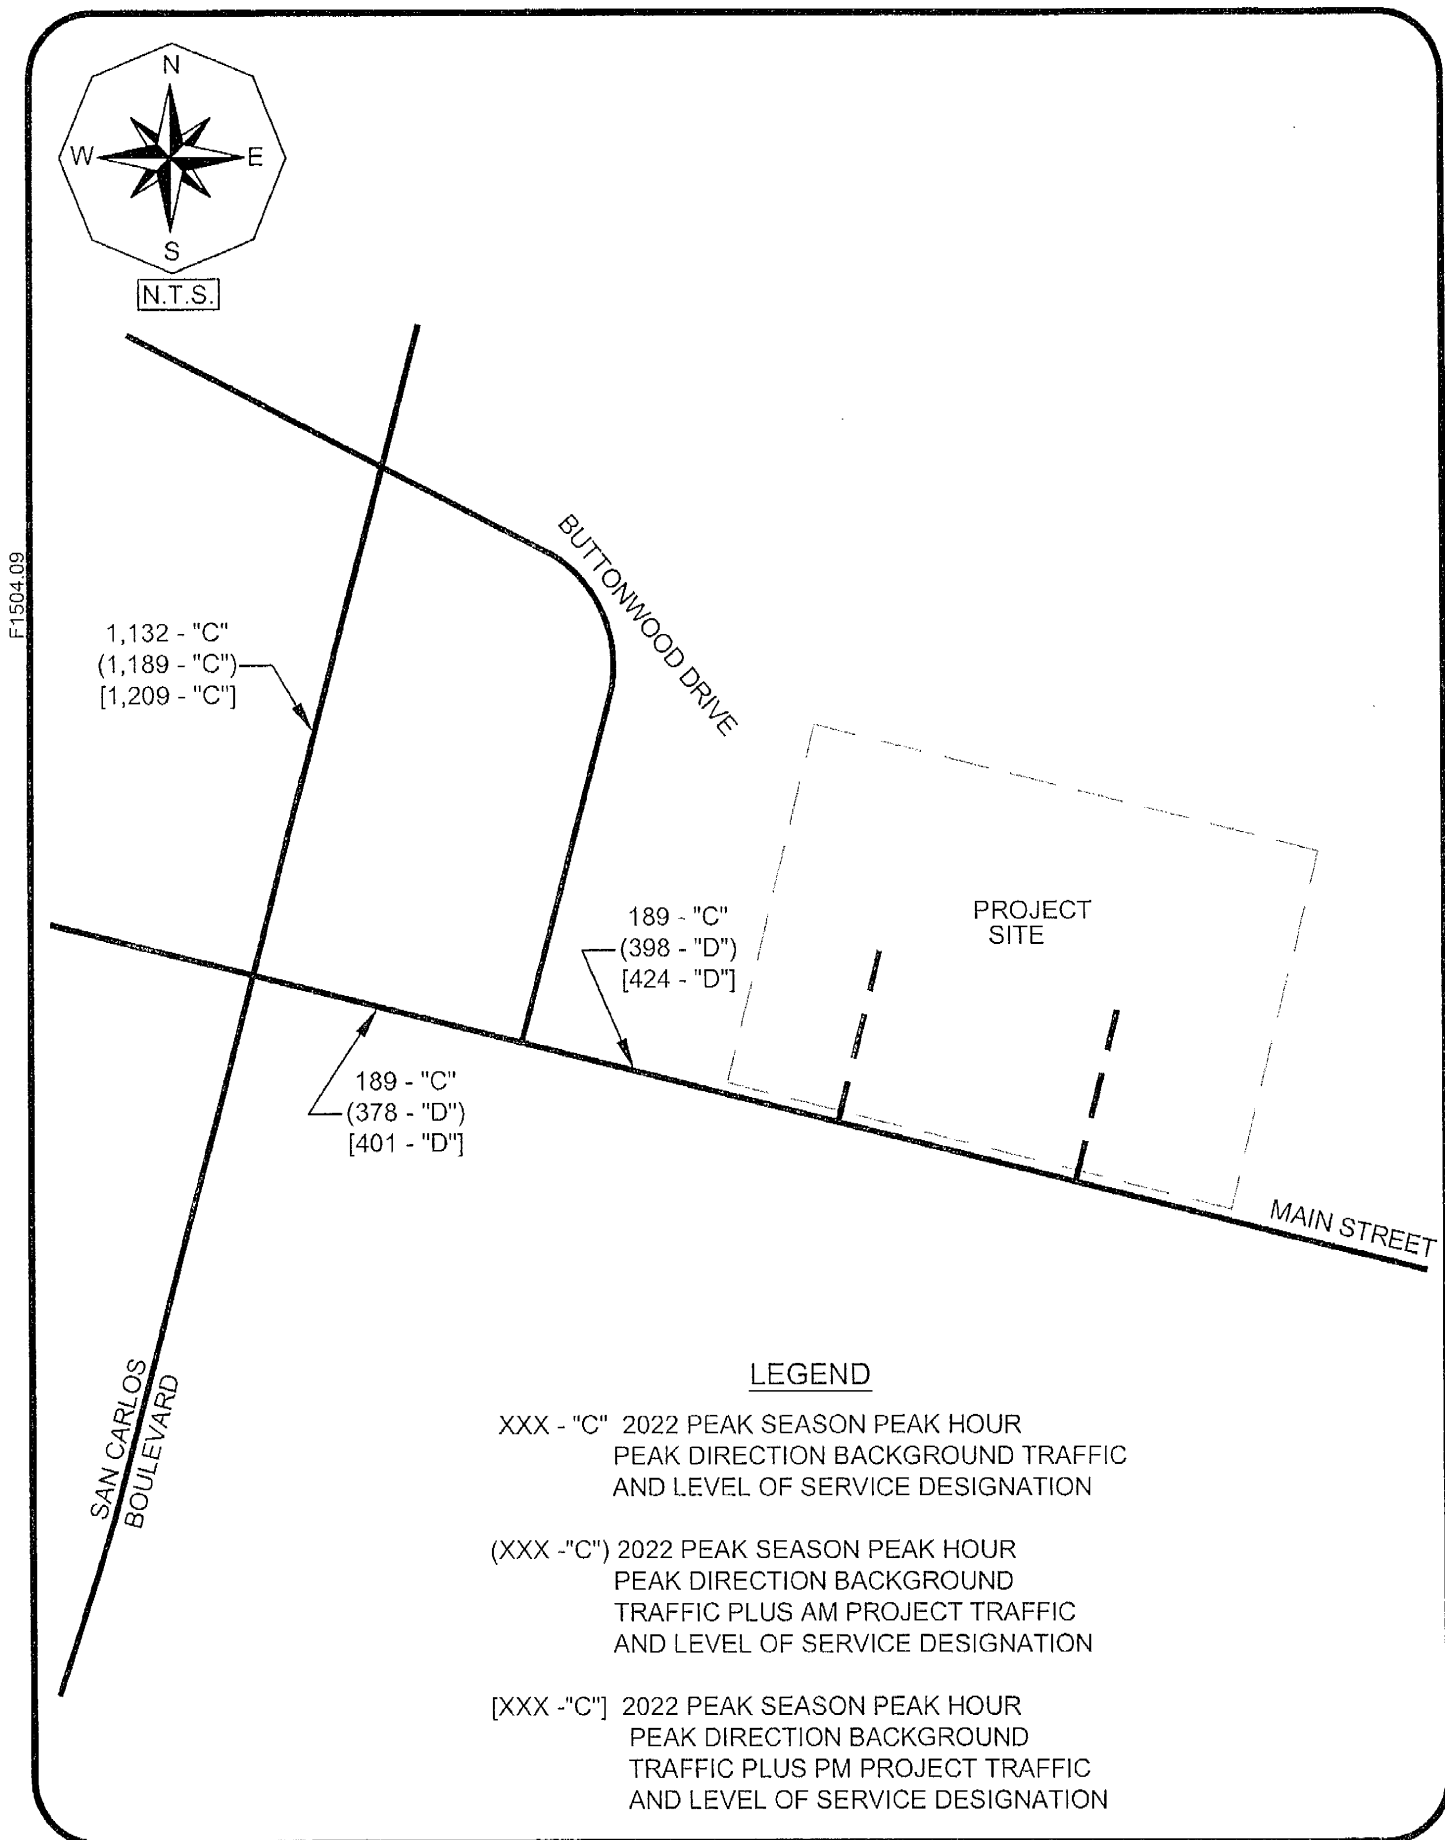 N
W E
S
N.T.S.
F1504.09
BUTTONWOOD DRIVE
1,132 - "C"
(1,189 - "C")
[1,209 - "C"]
189 - "C"
(398 - "D")
[424 - "D"]
PROJECT
SITE
189 - "C"
(378 - "D")
[401 - "D"]
MAIN STREET
SAN CARLOS
BOULEVARD
LEGEND
XXX - "C" 2022 PEAK SEASON PEAK HOUR
PEAK DIRECTION BACKGROUND TRAFFIC
AND LEVEL OF SERVICE DESIGNATION
(XXX -"C") 2022 PEAK SEASON PEAK HOUR
PEAK DIRECTION BACKGROUND
TRAFFIC PLUS AM PROJECT TRAFFIC
AND LEVEL OF SERVICE DESIGNATION
[XXX -"C"] 2022 PEAK SEASON PEAK HOUR
PEAK DIRECTION BACKGROUND
TRAFFIC PLUS PM PROJECT TRAFFIC
AND LEVEL OF SERVICE DESIGNATION